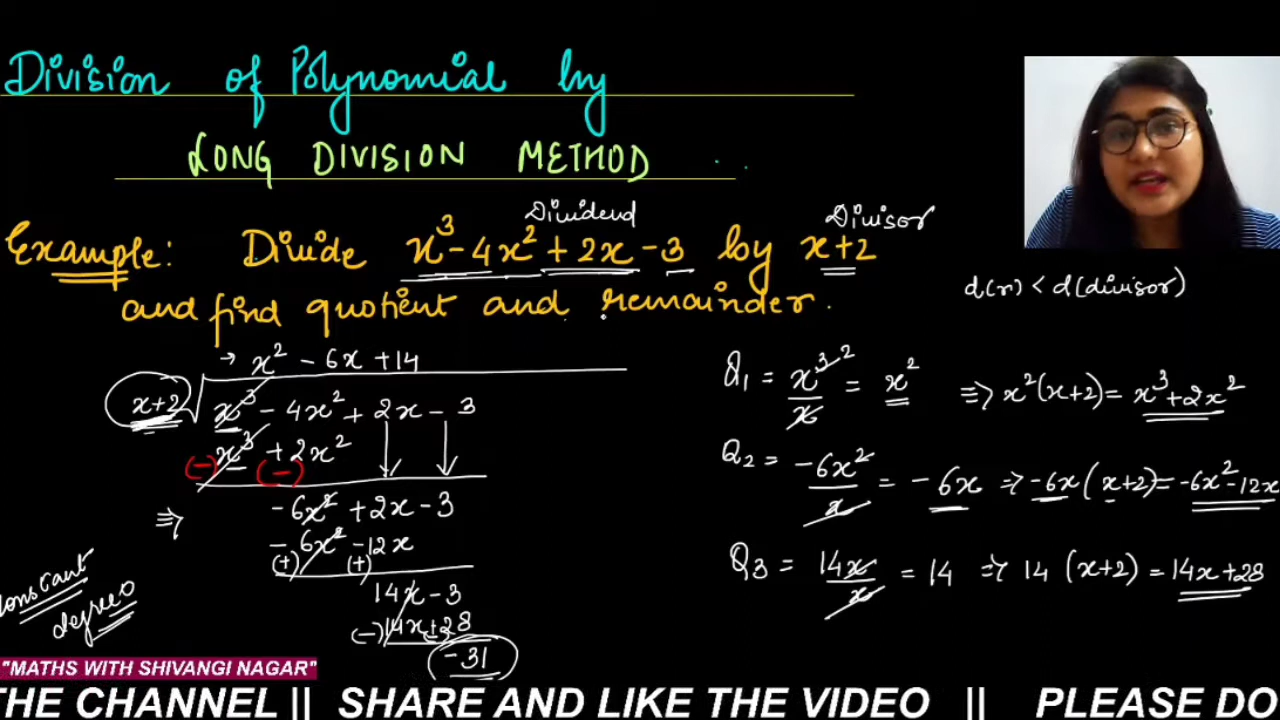 Division of Polynomial by
LONG DIVISION METHOD
Dividend
Divisor
Example: Divide x³ - 4x² + 2x - 3 by x+2
and find quotient and remainder.
d(r) < d(divisor)
→ x² - 6x + 14
x+2 √ x³ - 4x² + 2x - 3
x³ + 2x²
(-) (-)
⇒ -6x² + 2x - 3
- 6x² - 12x
(+) (+)
14x - 3
(-) 14x ± 28
-31
Q1 = x³/x = x² ⇒ x²(x+2) = x³+2x²
Q2 = -6x²/x = -6x ⇒ -6x(x+2) = -6x²-12x
Q3 = 14x/x = 14 ⇒ 14 (x+2) = 14x+28
constant
degree 0
"MATHS WITH SHIVANGI NAGAR"
THE CHANNEL || SHARE AND LIKE THE VIDEO || PLEASE DO